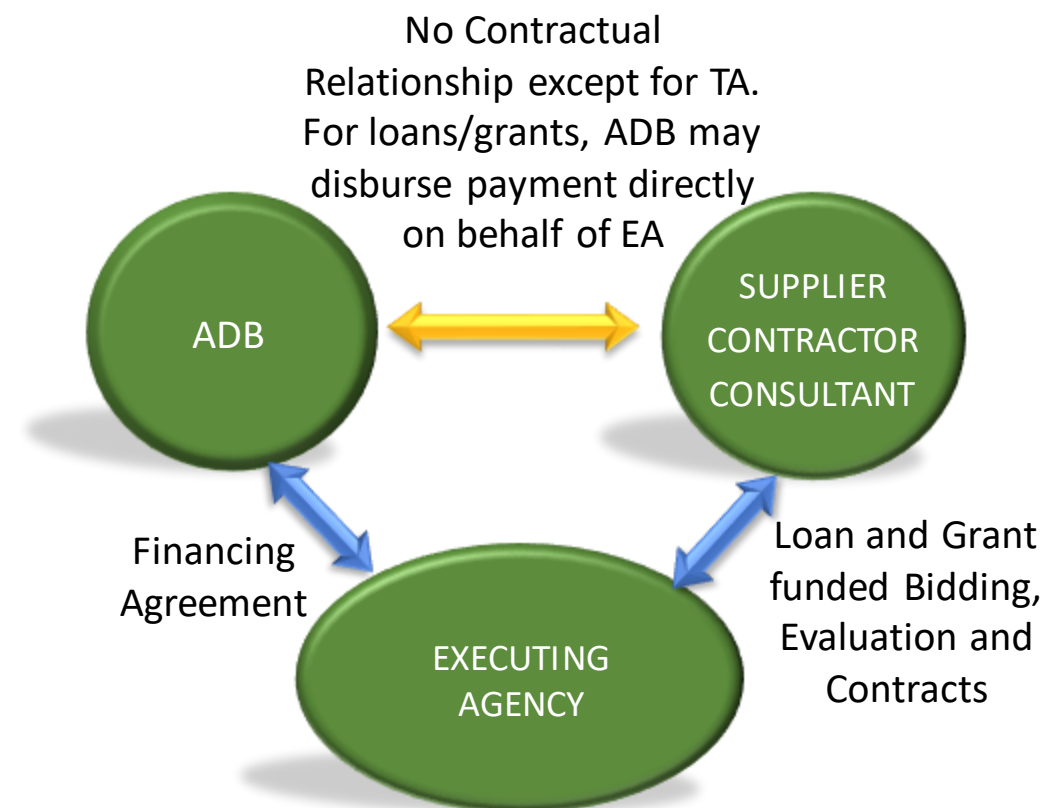 No Contractual
Relationship except for TA.
For loans/grants, ADB may
disburse payment directly
on behalf of EA
ADB
SUPPLIER
CONTRACTOR
CONSULTANT
Financing
Agreement
Loan and Grant
funded Bidding,
Evaluation and
Contracts
EXECUTING
AGENCY